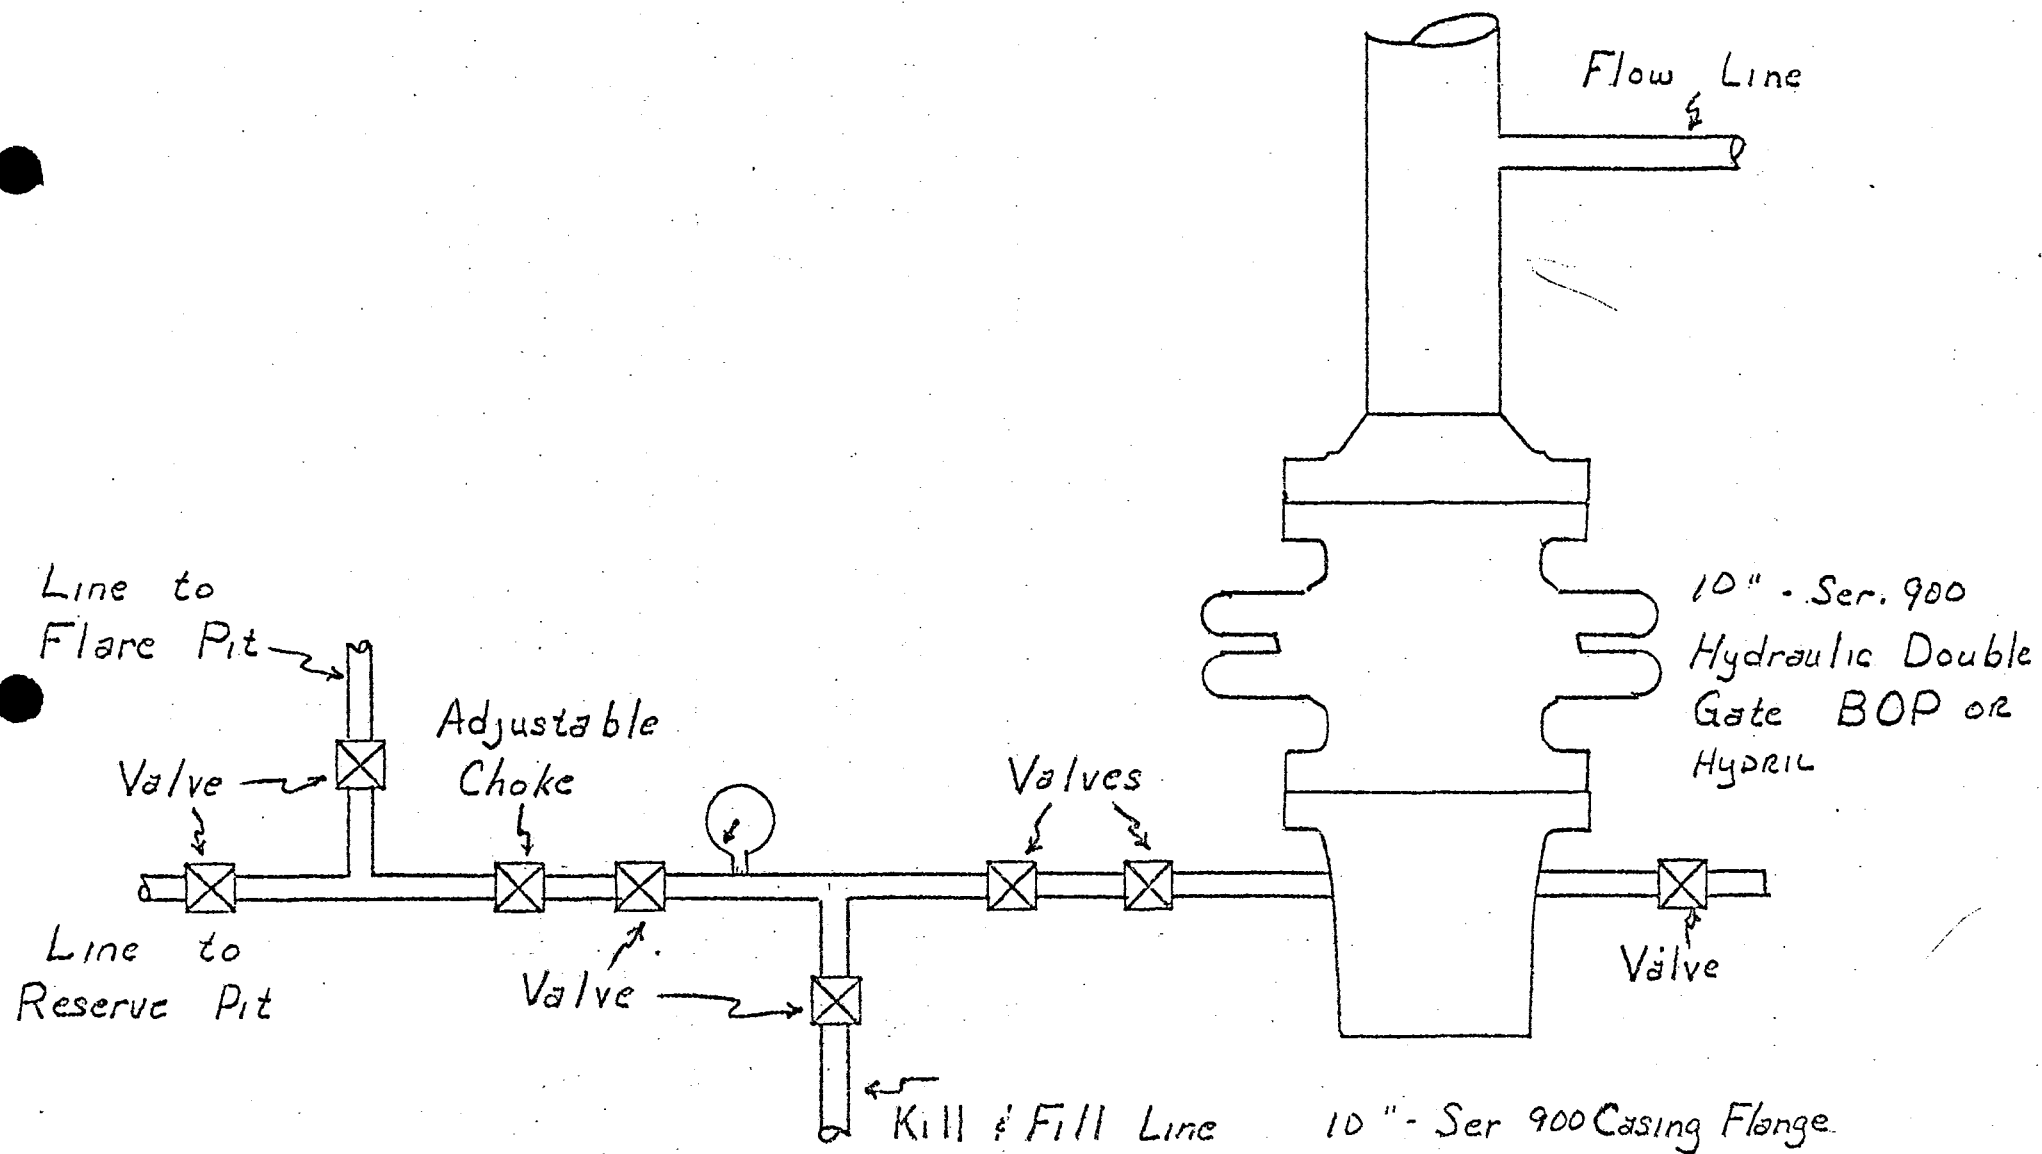 Flow Line
Line to
Flare Pit
10" - Ser. 900
Hydraulic Double
Gate BOP OR
HYDRIL
Adjustable
Choke
Valve
Valves
Line to
Reserve Pit
Valve
Valve
Kill & Fill Line
10" - Ser 900 Casing Flange